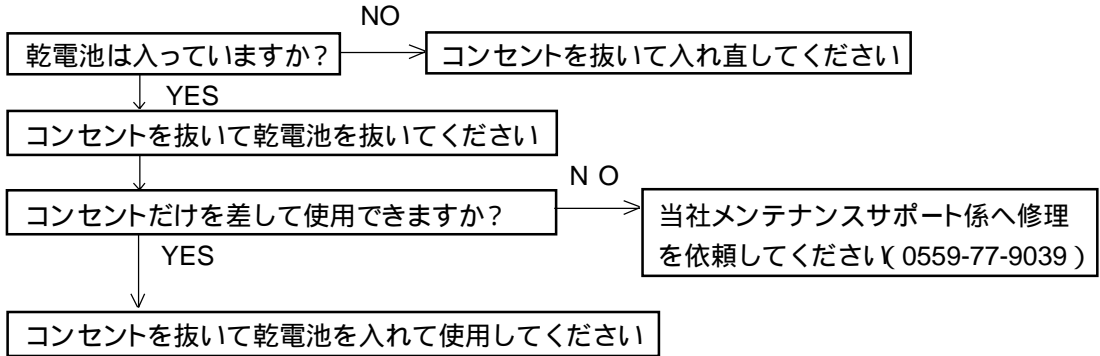 NO
乾電池は入っていますか?
コンセントを抜いて入れ直してください
YES
コンセントを抜いて乾電池を抜いてください
N O
コンセントだけを差して使用できますか?
当社メンテナンスサポート係へ修理
を依頼してください( 0559-77-9039 )
YES
コンセントを抜いて乾電池を入れて使用してください